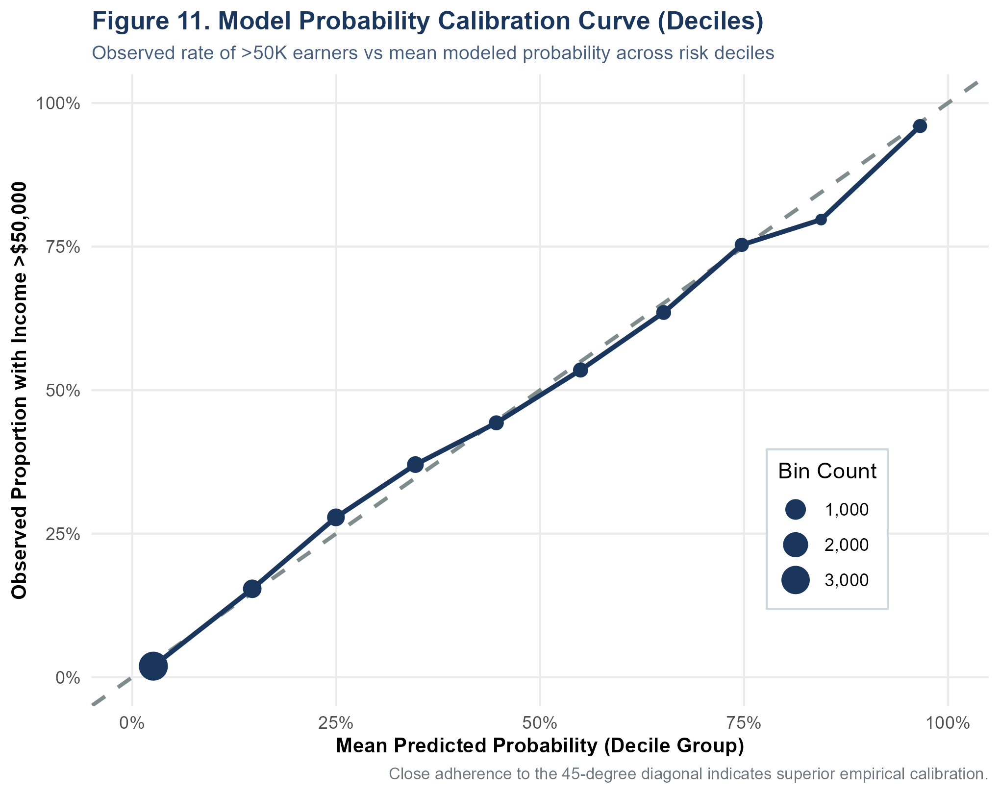 Figure 11. Model Probability Calibration Curve (Deciles)
Observed rate of >50K earners vs mean modeled probability across risk deciles
Observed Proportion with Income >$50,000
100%
75%
50%
25%
0%
Bin Count
1,000
2,000
3,000
0% 25% 50% 75% 100%
Mean Predicted Probability (Decile Group)
Close adherence to the 45-degree diagonal indicates superior empirical calibration.